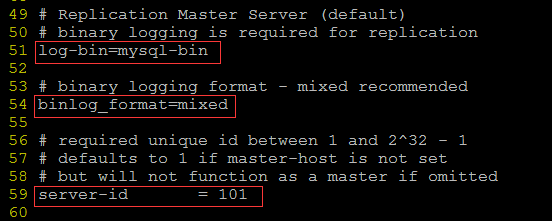 49 # Replication Master Server (default)
50 # binary logging is required for replication
51 log-bin=mysql-bin
52
53 # binary logging format - mixed recommended
54 binlog_format=mixed
55
56 # required unique id between 1 and 2^32 - 1
57 # defaults to 1 if master-host is not set
58 # but will not function as a master if omitted
59 server-id       = 101
60